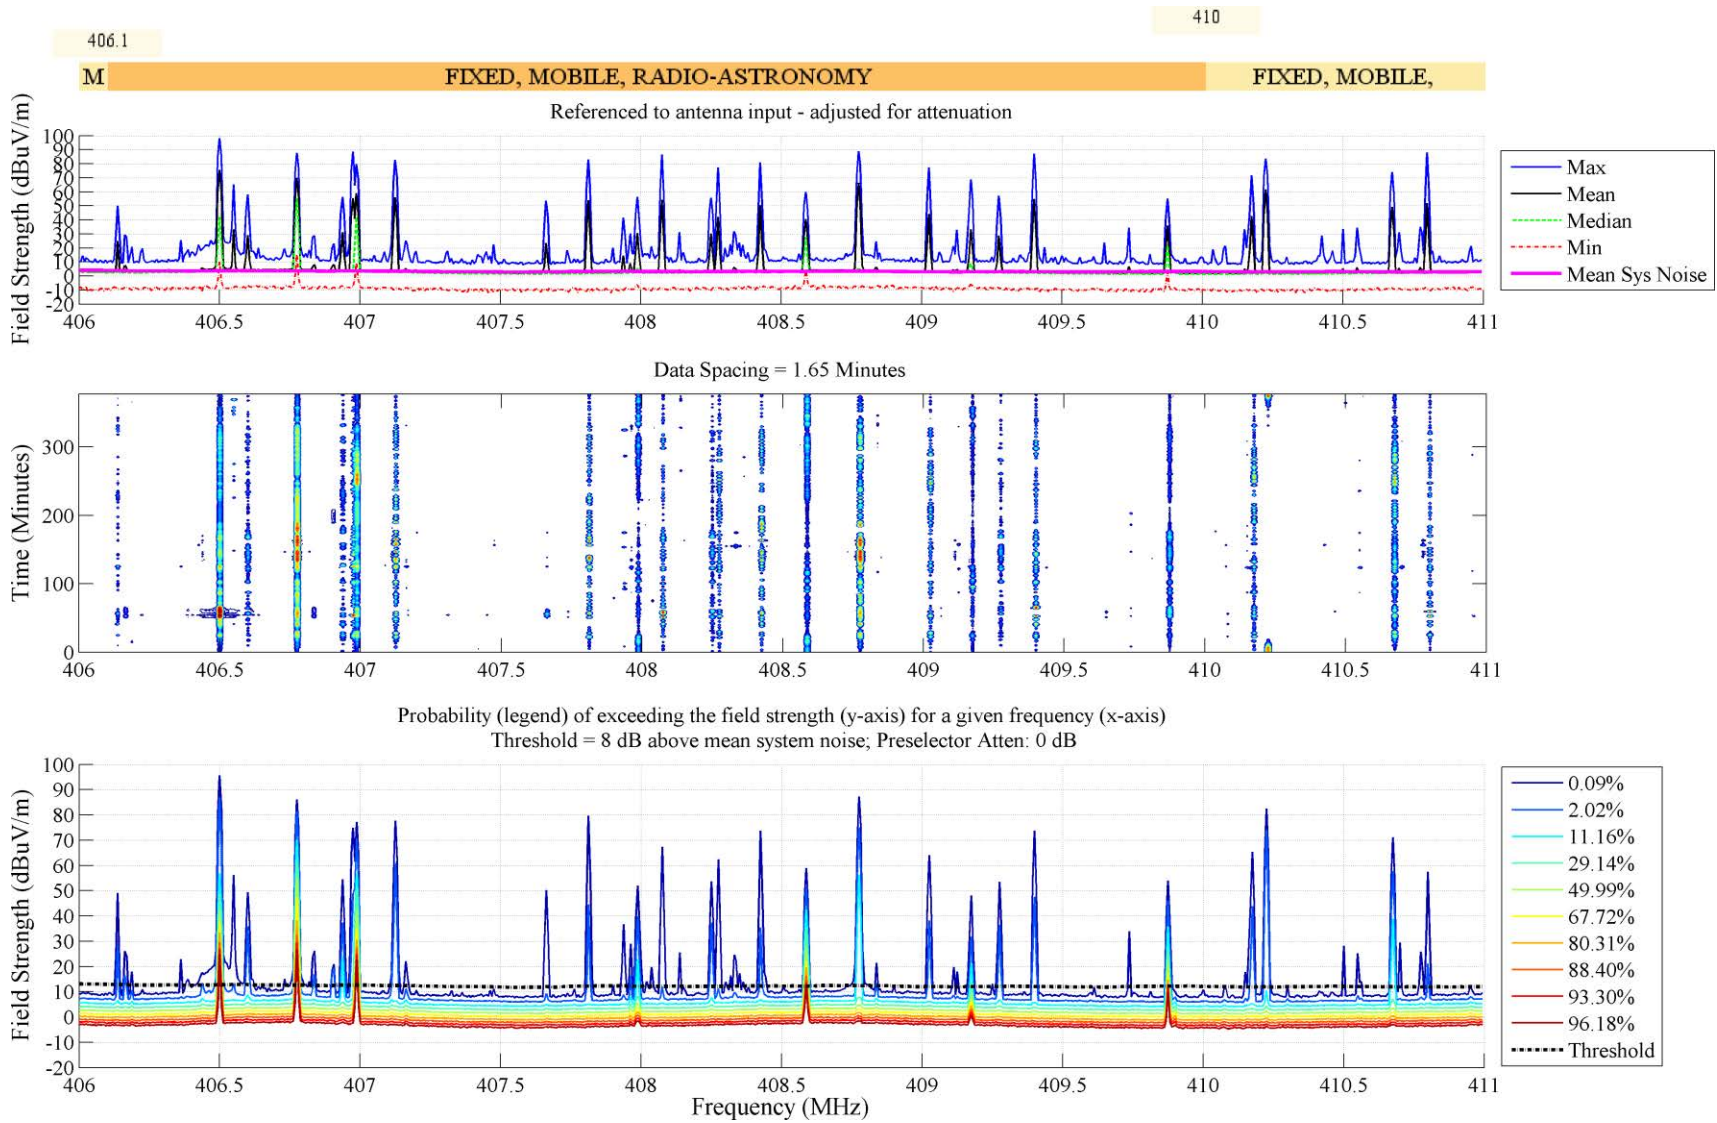 410
406.1
M FIXED, MOBILE, RADIO-ASTRONOMY FIXED, MOBILE,
Referenced to antenna input - adjusted for attenuation
Field Strength (dBuV/m)
100
90
80
70
60
50
40
30
20
10
0
-10
-20
406 406.5 407 407.5 408 408.5 409 409.5 410 410.5 411
Max
Mean
Median
Min
Mean Sys Noise
Data Spacing = 1.65 Minutes
Time (Minutes)
300
200
100
0
406 406.5 407 407.5 408 408.5 409 409.5 410 410.5 411
Probability (legend) of exceeding the field strength (y-axis) for a given frequency (x-axis)
Threshold = 8 dB above mean system noise; Preselector Atten: 0 dB
Field Strength (dBuV/m)
100
90
80
70
60
50
40
30
20
10
0
-10
-20
406 406.5 407 407.5 408 408.5 409 409.5 410 410.5 411
Frequency (MHz)
0.09%
2.02%
11.16%
29.14%
49.99%
67.72%
80.31%
88.40%
93.30%
96.18%
Threshold